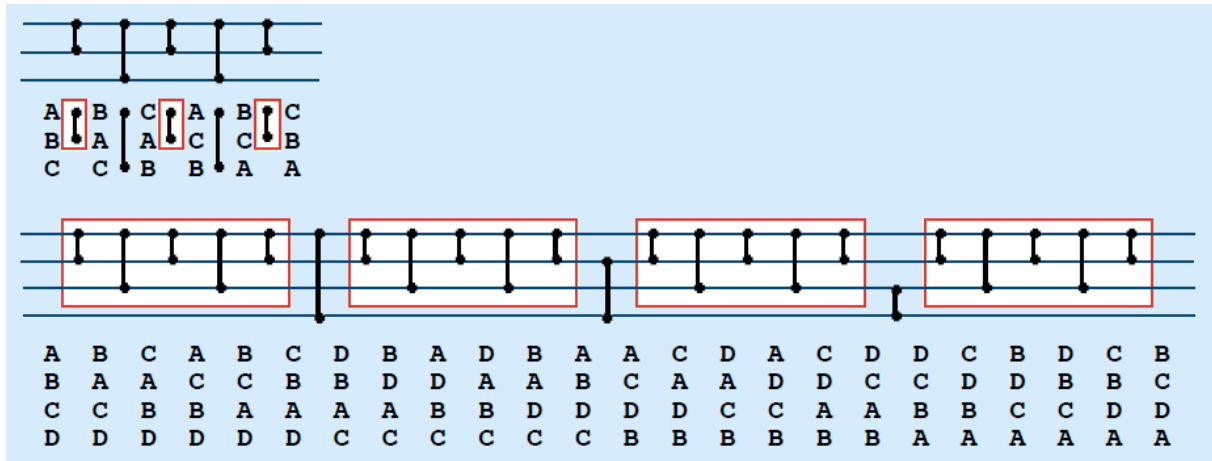 A B C A B C
B A A C C B
C C B B A A
A B C A B C D B A D B A A C D A C D D C B D C B
B A A C C B B D D A A B C A A D D C C D D B B C
C C B B A A A A B B D D D D C C A A B B C C D D
D D D D D D C C C C C C B B B B B B A A A A A A